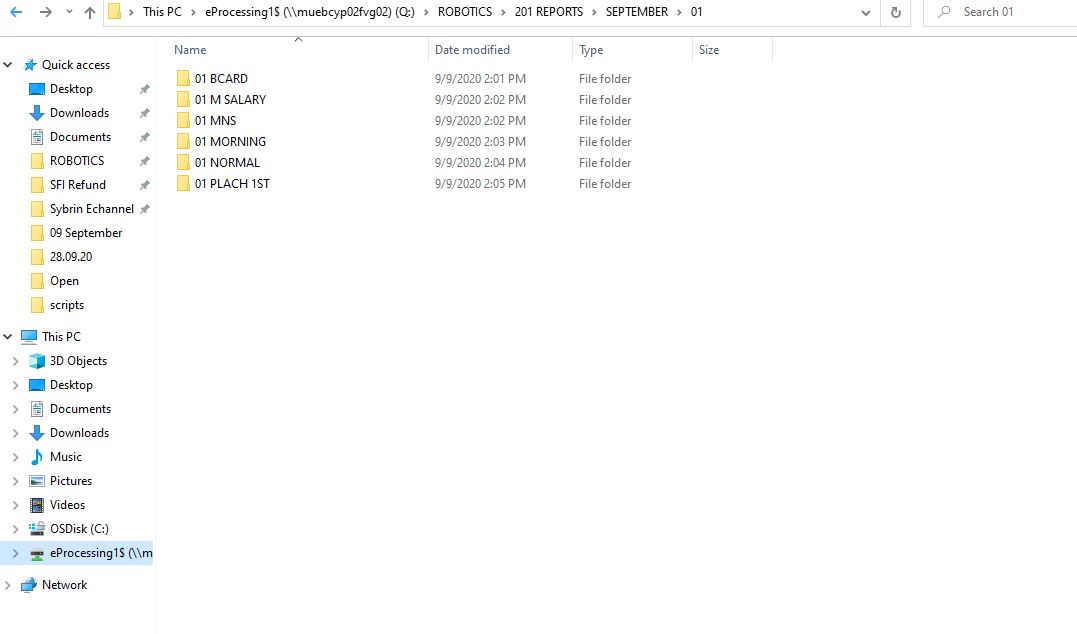 This PC > eProcessing1$ (\\muebcyp02fvg02) (Q:) > ROBOTICS > 201 REPORTS > SEPTEMBER > 01
Search 01
Name Date modified Type Size
01 BCARD 9/9/2020 2:01 PM File folder
01 M SALARY 9/9/2020 2:02 PM File folder
01 MNS 9/9/2020 2:02 PM File folder
01 MORNING 9/9/2020 2:03 PM File folder
01 NORMAL 9/9/2020 2:04 PM File folder
01 PLACH 1ST 9/9/2020 2:05 PM File folder
Quick access
Desktop
Downloads
Documents
ROBOTICS
SFI Refund
Sybrin Echannel
09 September
28.09.20
Open
scripts
This PC
3D Objects
Desktop
Documents
Downloads
Music
Pictures
Videos
OSDisk (C:)
eProcessing1$ (\\m
Network